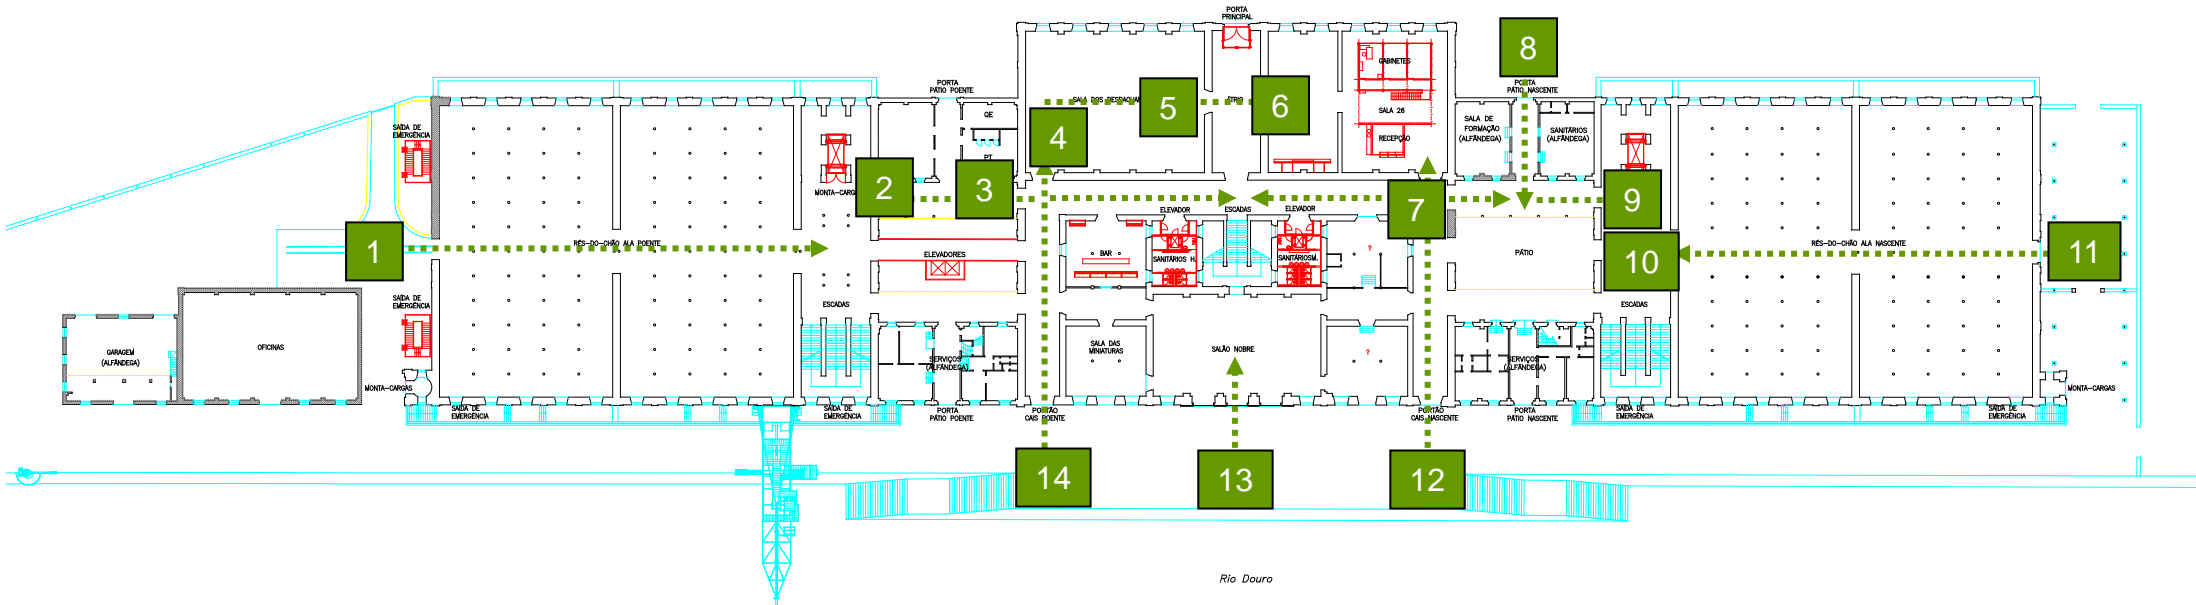 PORTA
PRINCIPAL
8
PORTA
PÁTIO POENTE
PORTA
PÁTIO NASCENTE
GABINETES
5
6
SALA 26
QE
SAÍDA DE
EMERGÊNCIA
4
RECEPÇÃO
SALA DE
FORMAÇÃO
(ALFÂNDEGA)
SANITÁRIOS
(ALFÂNDEGA)
PT
2
3
7
9
ELEVADOR
ESCADAS
ELEVADOR
1
RÉS-DO-CHÃO ALA POENTE
ELEVADORES
BAR
SANITÁRIOS H.
SANITÁRIOSM.
?
PÁTIO
10
RÉS-DO-CHÃO ALA NASCENTE
11
SAÍDA DE
EMERGÊNCIA
ESCADAS
ESCADAS
GARAGEM
(ALFÂNDEGA)
OFICINAS
SALA DAS
MINIATURAS
SALÃO NOBRE
?
SERVIÇOS
(ALFÂNDEGA)
SERVIÇOS
(ALFÂNDEGA)
MONTA-CARGAS
MONTA-CARGAS
SAÍDA DE
EMERGÊNCIA
SAÍDA DE
EMERGÊNCIA
PORTA
PÁTIO POENTE
PORTÃO
CAIS POENTE
PORTÃO
CAIS NASCENTE
PORTA
PÁTIO NASCENTE
SAÍDA DE
EMERGÊNCIA
SAÍDA DE
EMERGÊNCIA
14
13
12
Rio Douro